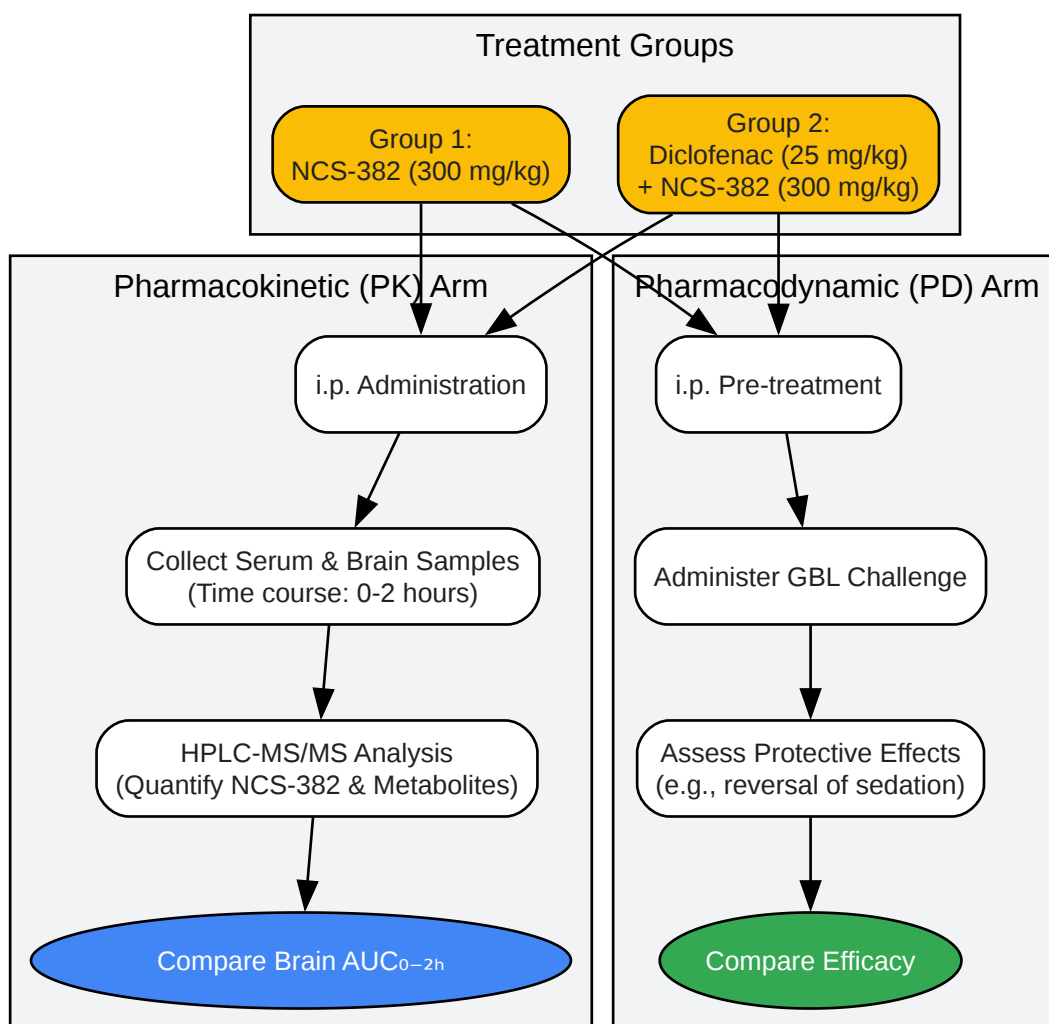 Treatment Groups
Group 1:
NCS-382 (300 mg/kg)
Group 2:
Diclofenac (25 mg/kg)
+ NCS-382 (300 mg/kg)
Pharmacokinetic (PK) Arm
i.p. Administration
Collect Serum & Brain Samples
(Time course: 0-2 hours)
HPLC-MS/MS Analysis
(Quantify NCS-382 & Metabolites)
Compare Brain AUC₀₋₂ₕ
Pharmacodynamic (PD) Arm
i.p. Pre-treatment
Administer GBL Challenge
Assess Protective Effects
(e.g., reversal of sedation)
Compare Efficacy